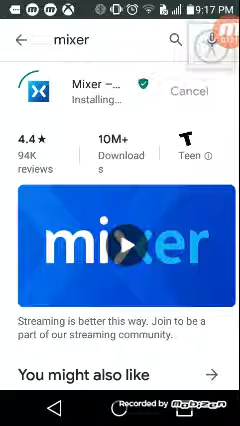 9:17 PM
mixer
Mixer –...
Installing...
Cancel
4.4★
10M+
T
94K
reviews
Download
s
Teen
mixer
Streaming is better this way. Join to be a
part of our streaming community.
You might also like
Recorded by mobizen